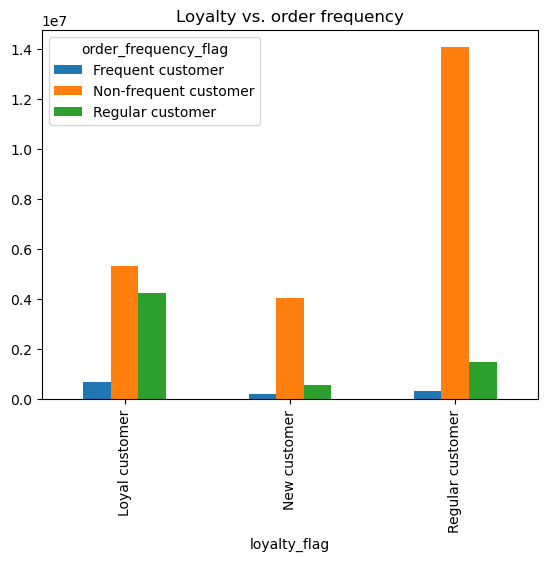 Loyalty vs. order frequency
1e7
order_frequency_flag
Frequent customer
Non-frequent customer
Regular customer
1.4
1.2
1.0
0.8
0.6
0.4
0.2
0.0
Loyal customer
New customer
Regular customer
loyalty_flag